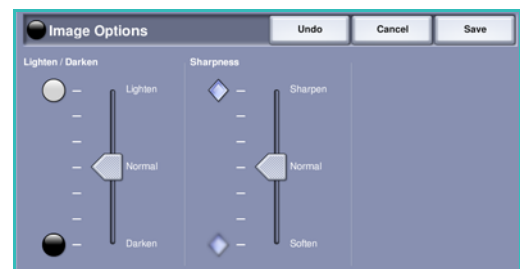 Image Options
Undo
Cancel
Save
Lighten / Darken
Sharpness
Lighten
Sharpen
Normal
Normal
Darken
Soften